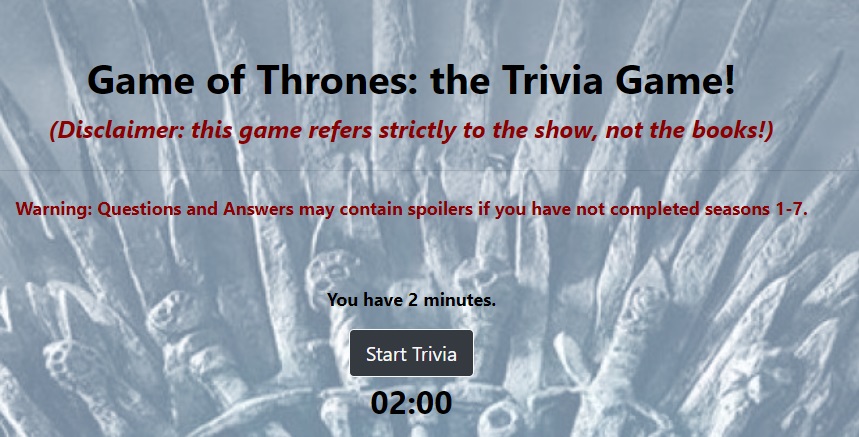 Game of Thrones: the Trivia Game!
(Disclaimer: this game refers strictly to the show, not the books!)
Warning: Questions and Answers may contain spoilers if you have not completed seasons 1-7.
You have 2 minutes.
Start Trivia
02:00